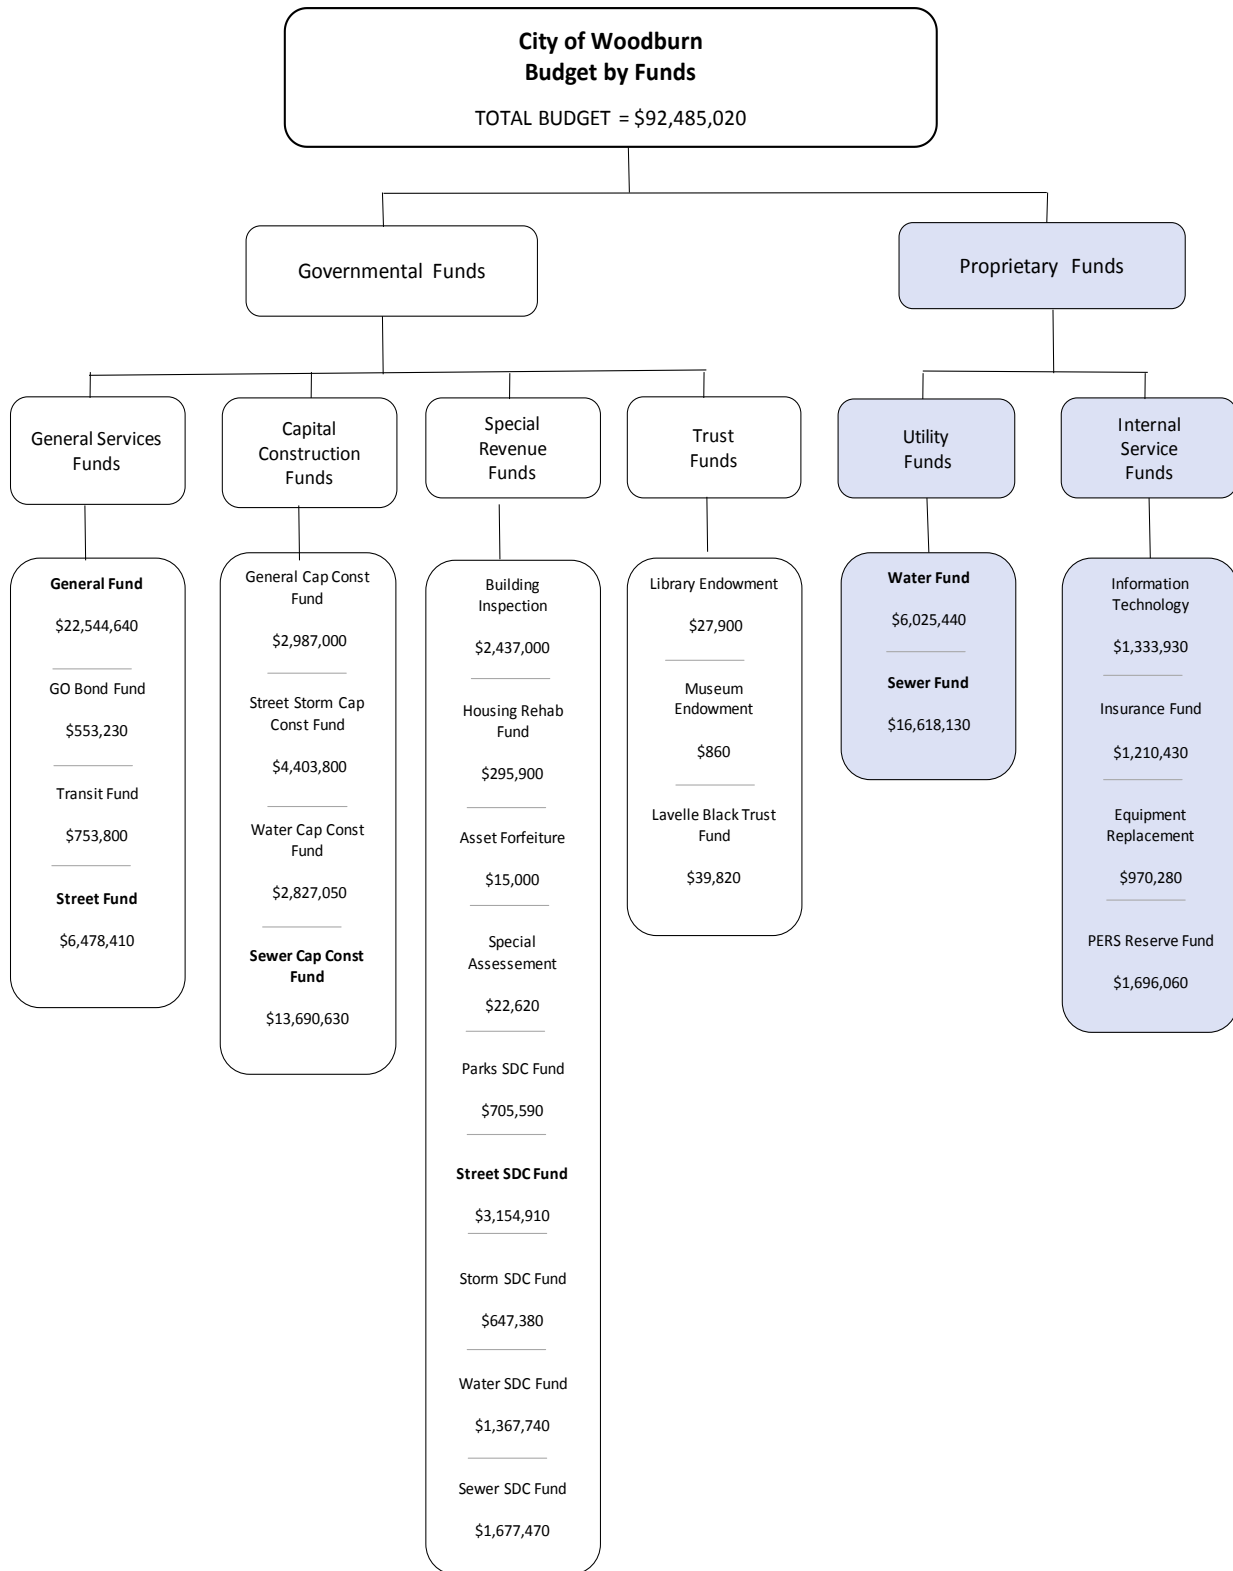 City of Woodburn
Budget by Funds
TOTAL BUDGET = $92,485,020
Governmental Funds
Proprietary Funds
General Services
Funds
Capital
Construction
Funds
Special
Revenue
Funds
Trust
Funds
Utility
Funds
Internal
Service
Funds
General Fund
$22,544,640
GO Bond Fund
$553,230
Transit Fund
$753,800
Street Fund
$6,478,410
General Cap Const
Fund
$2,987,000
Street Storm Cap
Const Fund
$4,403,800
Water Cap Const
Fund
$2,827,050
Sewer Cap Const
Fund
$13,690,630
Building
Inspection
$2,437,000
Housing Rehab
Fund
$295,900
Asset Forfeiture
$15,000
Special
Assessement
$22,620
Parks SDC Fund
$705,590
Street SDC Fund
$3,154,910
Storm SDC Fund
$647,380
Water SDC Fund
$1,367,740
Sewer SDC Fund
$1,677,470
Library Endowment
$27,900
Museum
Endowment
$860
Lavelle Black Trust
Fund
$39,820
Water Fund
$6,025,440
Sewer Fund
$16,618,130
Information
Technology
$1,333,930
Insurance Fund
$1,210,430
Equipment
Replacement
$970,280
PERS Reserve Fund
$1,696,060